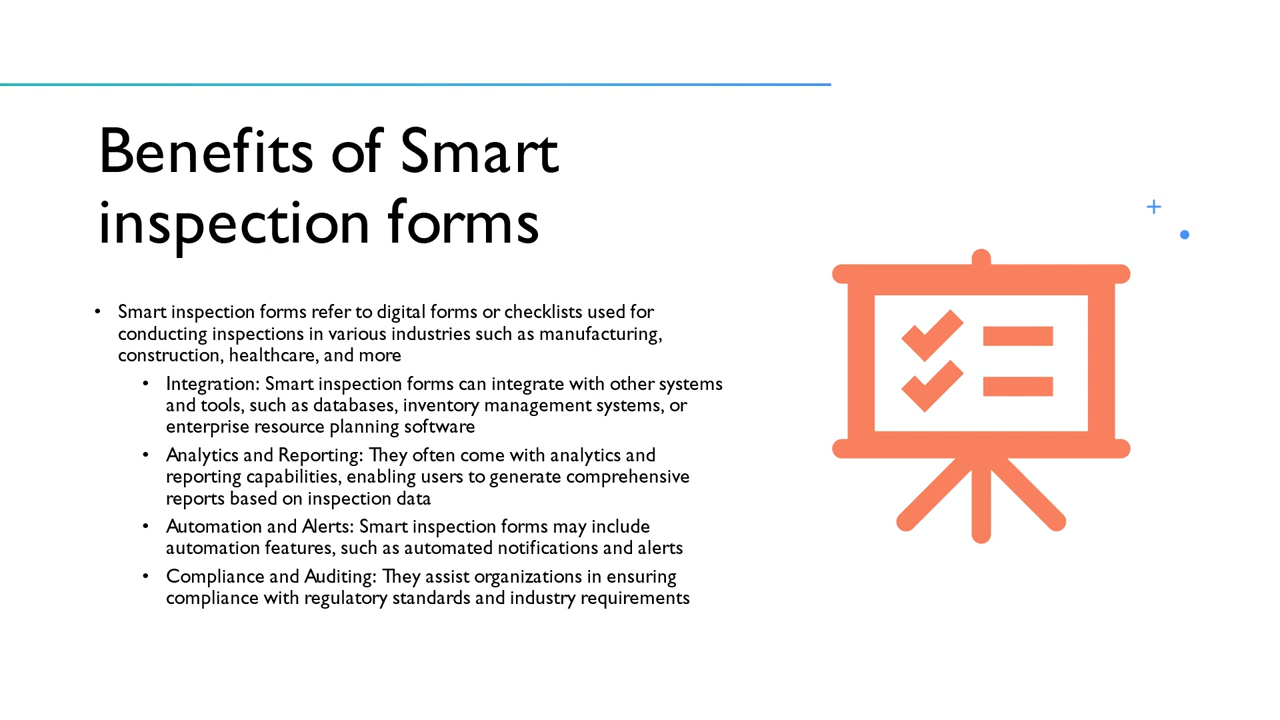 Benefits of Smart
inspection forms
• Smart inspection forms refer to digital forms or checklists used for
conducting inspections in various industries such as manufacturing,
construction, healthcare, and more
• Integration: Smart inspection forms can integrate with other systems
and tools, such as databases, inventory management systems, or
enterprise resource planning software
• Analytics and Reporting: They often come with analytics and
reporting capabilities, enabling users to generate comprehensive
reports based on inspection data
• Automation and Alerts: Smart inspection forms may include
automation features, such as automated notifications and alerts
• Compliance and Auditing: They assist organizations in ensuring
compliance with regulatory standards and industry requirements